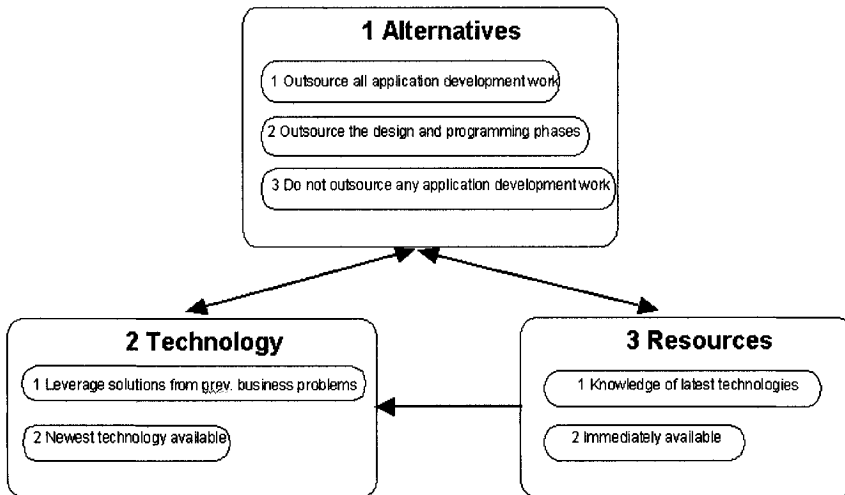 1 Alternatives
1 Outsource all application development work
2 Outsource the design and programming phases
3 Do not outsource any application development work
2 Technology
1 Leverage solutions from prev. business problems
2 Newest technology available
3 Resources
1 Knowledge of latest technologies
2 Immediately available